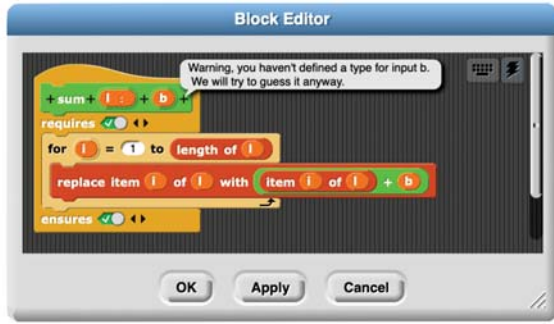 Block Editor
Warning, you haven't defined a type for input b.
We will try to guess it anyway.
+ sum + l : + b +
requires
for i = 1 to length of l
replace item i of l with item i of l + b
ensures
OK Apply Cancel